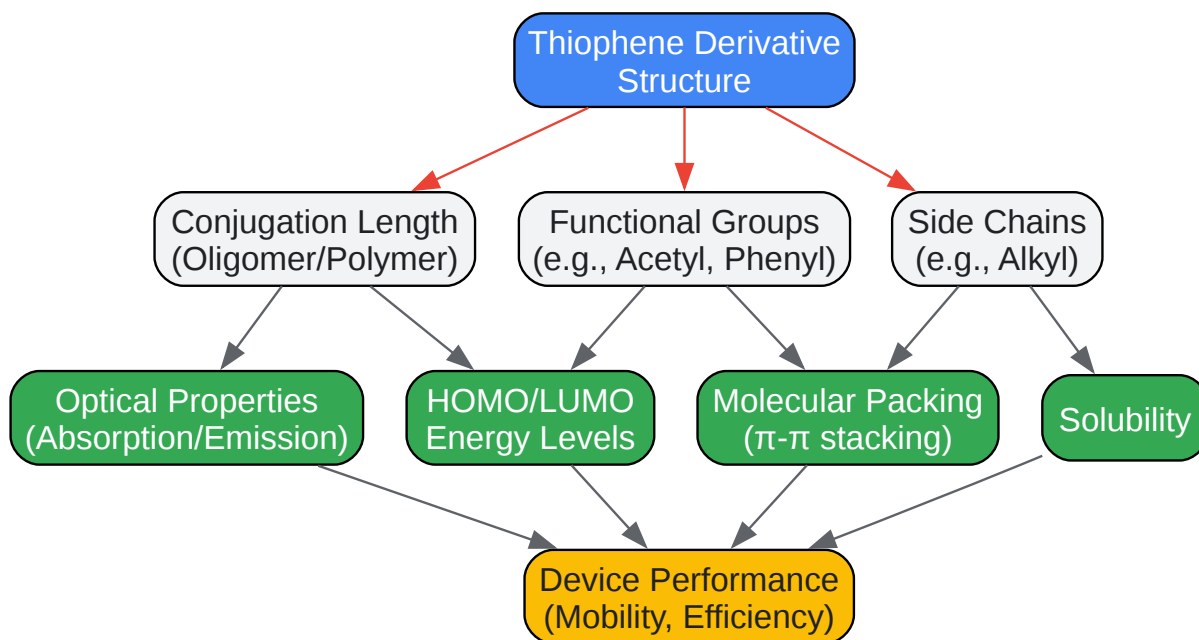 Thiophene Derivative
Structure
Conjugation Length
(Oligomer/Polymer)
Functional Groups
(e.g., Acetyl, Phenyl)
Side Chains
(e.g., Alkyl)
Optical Properties
(Absorption/Emission)
HOMO/LUMO
Energy Levels
Molecular Packing
(π-π stacking)
Solubility
Device Performance
(Mobility, Efficiency)